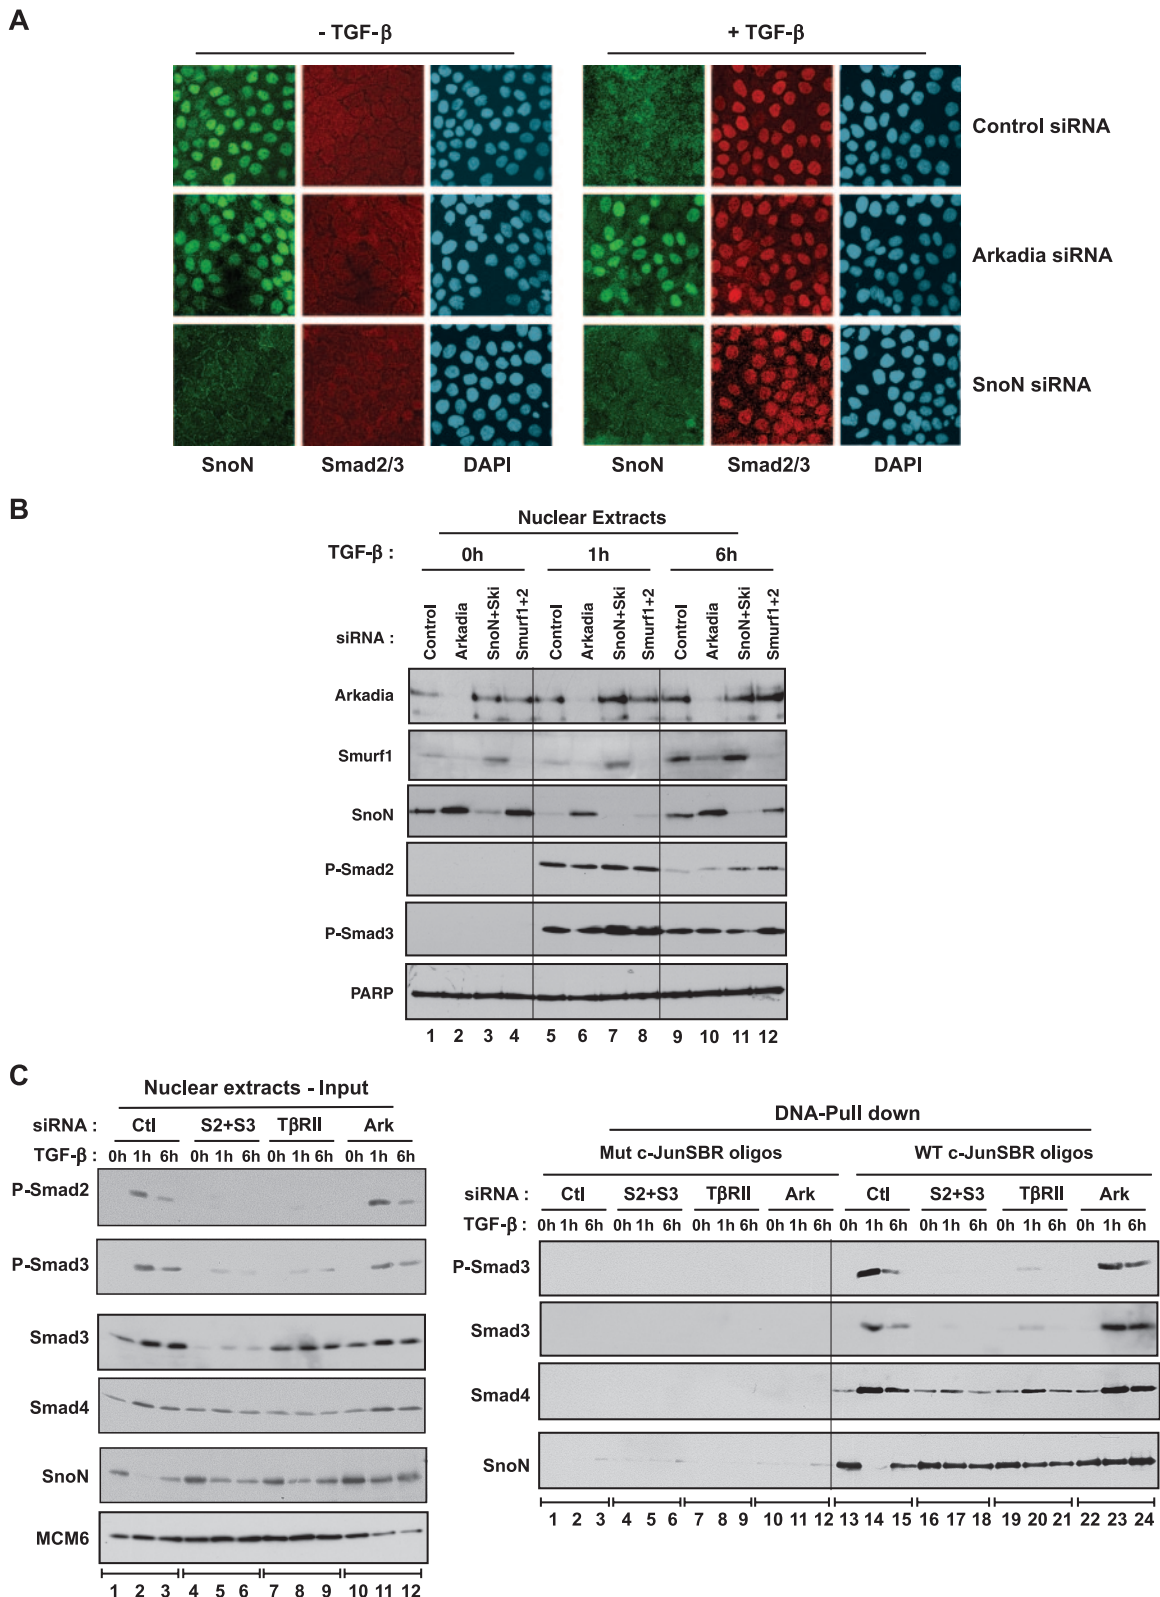 A
- TGF-β
+ TGF-β
Control siRNA
Arkadia siRNA
SnoN siRNA
SnoN Smad2/3 DAPI SnoN Smad2/3 DAPI
B
Nuclear Extracts
TGF-β : 0h 1h 6h
siRNA : Control Arkadia SnoN+Ski Smurf1+2 Control Arkadia SnoN+Ski Smurf1+2 Control Arkadia SnoN+Ski Smurf1+2
Arkadia
Smurf1
SnoN
P-Smad2
P-Smad3
PARP
1 2 3 4 5 6 7 8 9 10 11 12
C
Nuclear extracts - Input
siRNA : Ctl S2+S3 TβRII Ark
TGF-β : 0h 1h 6h 0h 1h 6h 0h 1h 6h 0h 1h 6h
P-Smad2
P-Smad3
Smad3
Smad4
SnoN
MCM6
1 2 3 4 5 6 7 8 9 10 11 12
DNA-Pull down
Mut c-JunSBR oligos WT c-JunSBR oligos
siRNA : Ctl S2+S3 TβRII Ark Ctl S2+S3 TβRII Ark
TGF-β : 0h 1h 6h 0h 1h 6h 0h 1h 6h 0h 1h 6h 0h 1h 6h 0h 1h 6h 0h 1h 6h 0h 1h 6h
P-Smad3
Smad3
Smad4
SnoN
1 2 3 4 5 6 7 8 9 10 11 12 13 14 15 16 17 18 19 20 21 22 23 24